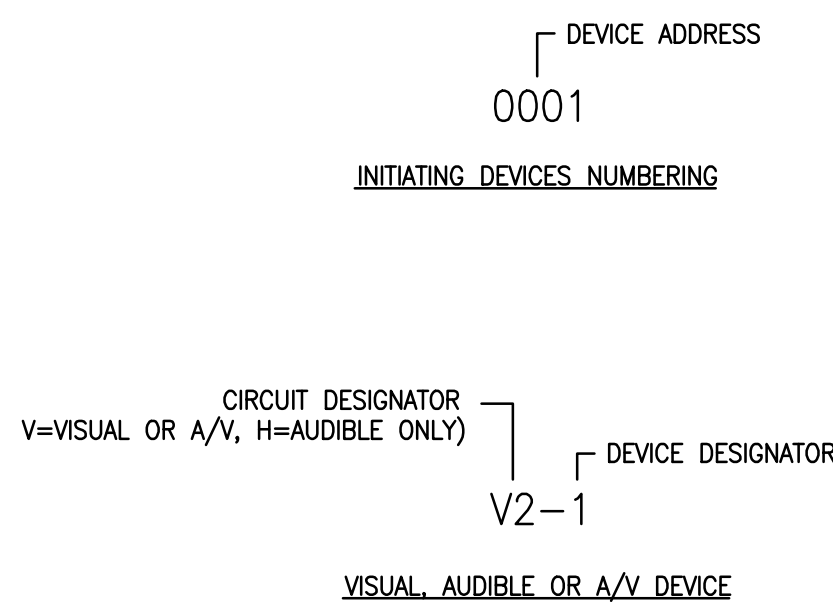 DEVICE ADDRESS
0001
INITIATING DEVICES NUMBERING
CIRCUIT DESIGNATOR
V=VISUAL OR A/V, H=AUDIBLE ONLY)
DEVICE DESIGNATOR
V2-1
VISUAL, AUDIBLE OR A/V DEVICE